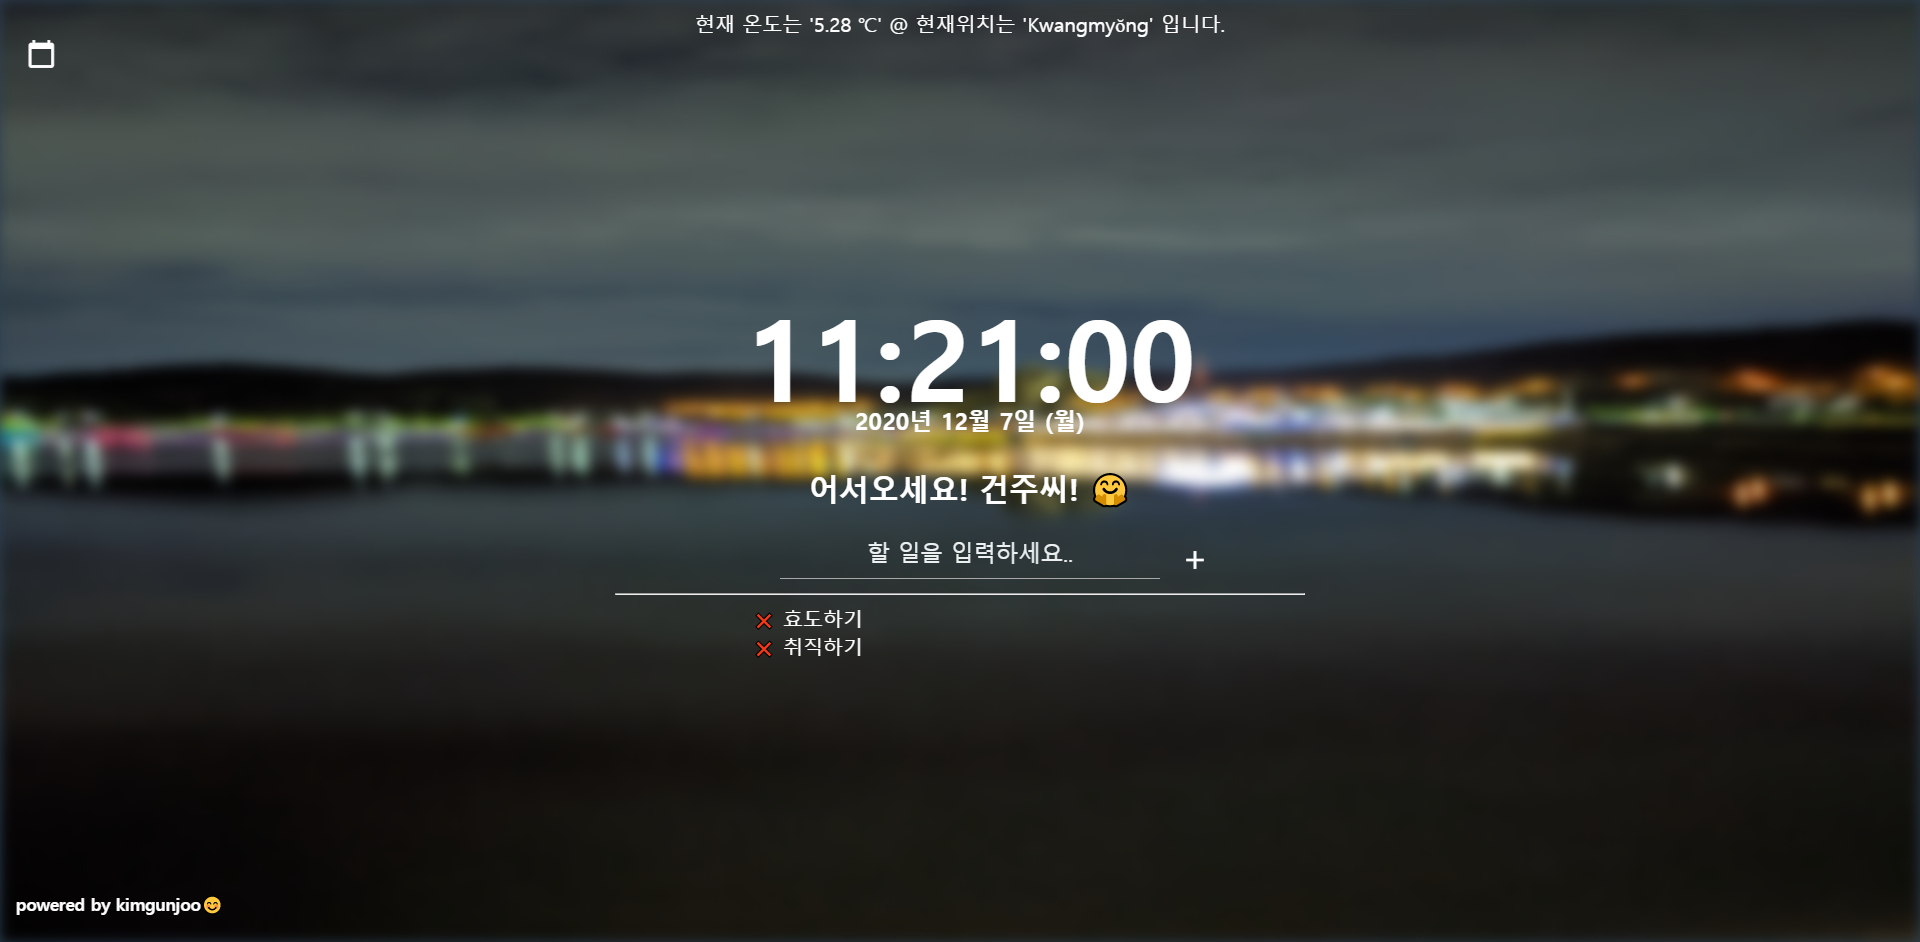 현재 온도는 '5.28 ℃' @ 현재위치는 'Kwangmyŏng' 입니다.
11:21:00
2020년 12월 7일 (월)
어서오세요! 건주씨! 🤗
할 일을 입력하세요..
+
❌ 효도하기
❌ 취직하기
powered by kimgunjoo😊